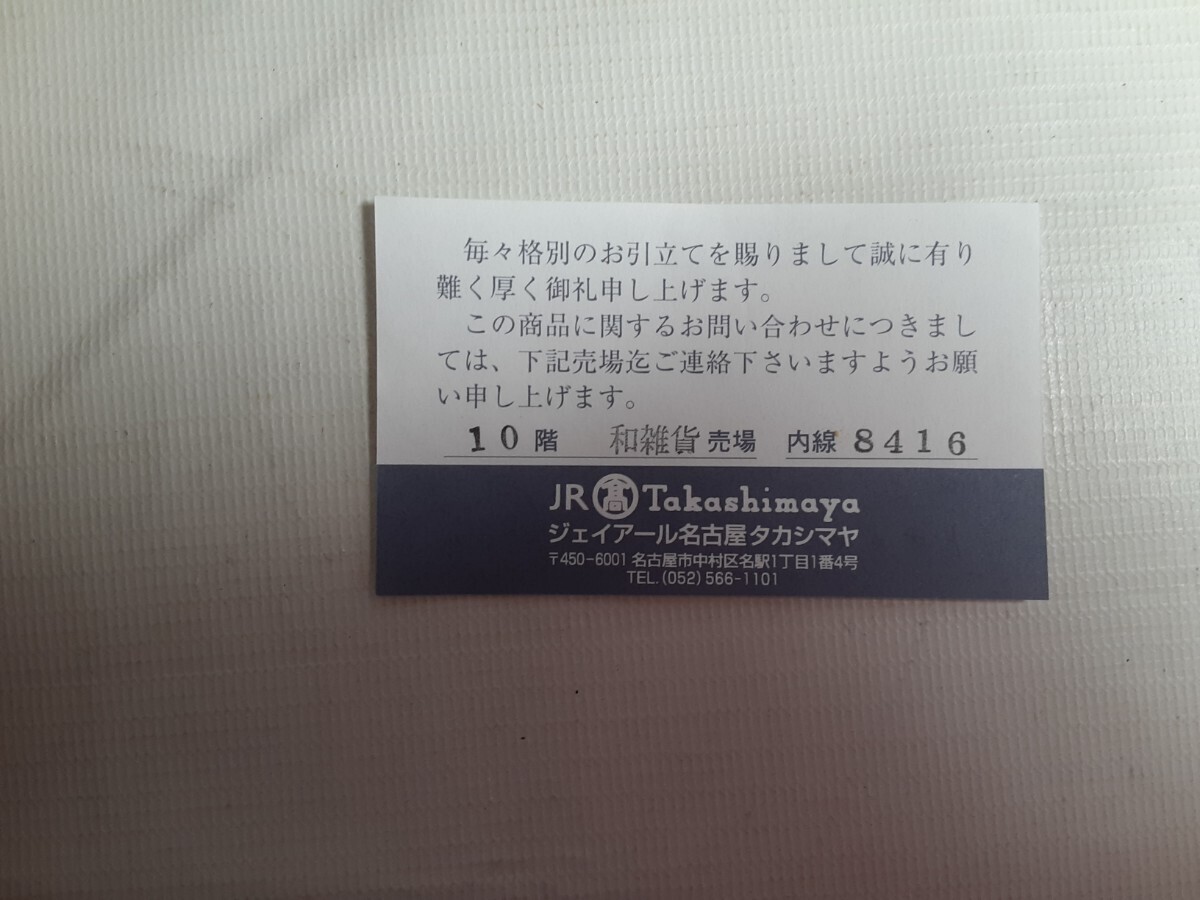 毎々格別のお引立てを賜りまして誠に有り
難く厚く御礼申し上げます。
この商品に関するお問い合わせにつきまし
ては、下記売場迄ご連絡下さいますようお願
い申し上げます。
10階 和雑貨 売場 内線 8416
JR 髙 Takashimaya
ジェイアール名古屋タカシマヤ
〒450-6001 名古屋市中村区名駅1丁目1番4号
TEL.(052)566-1101